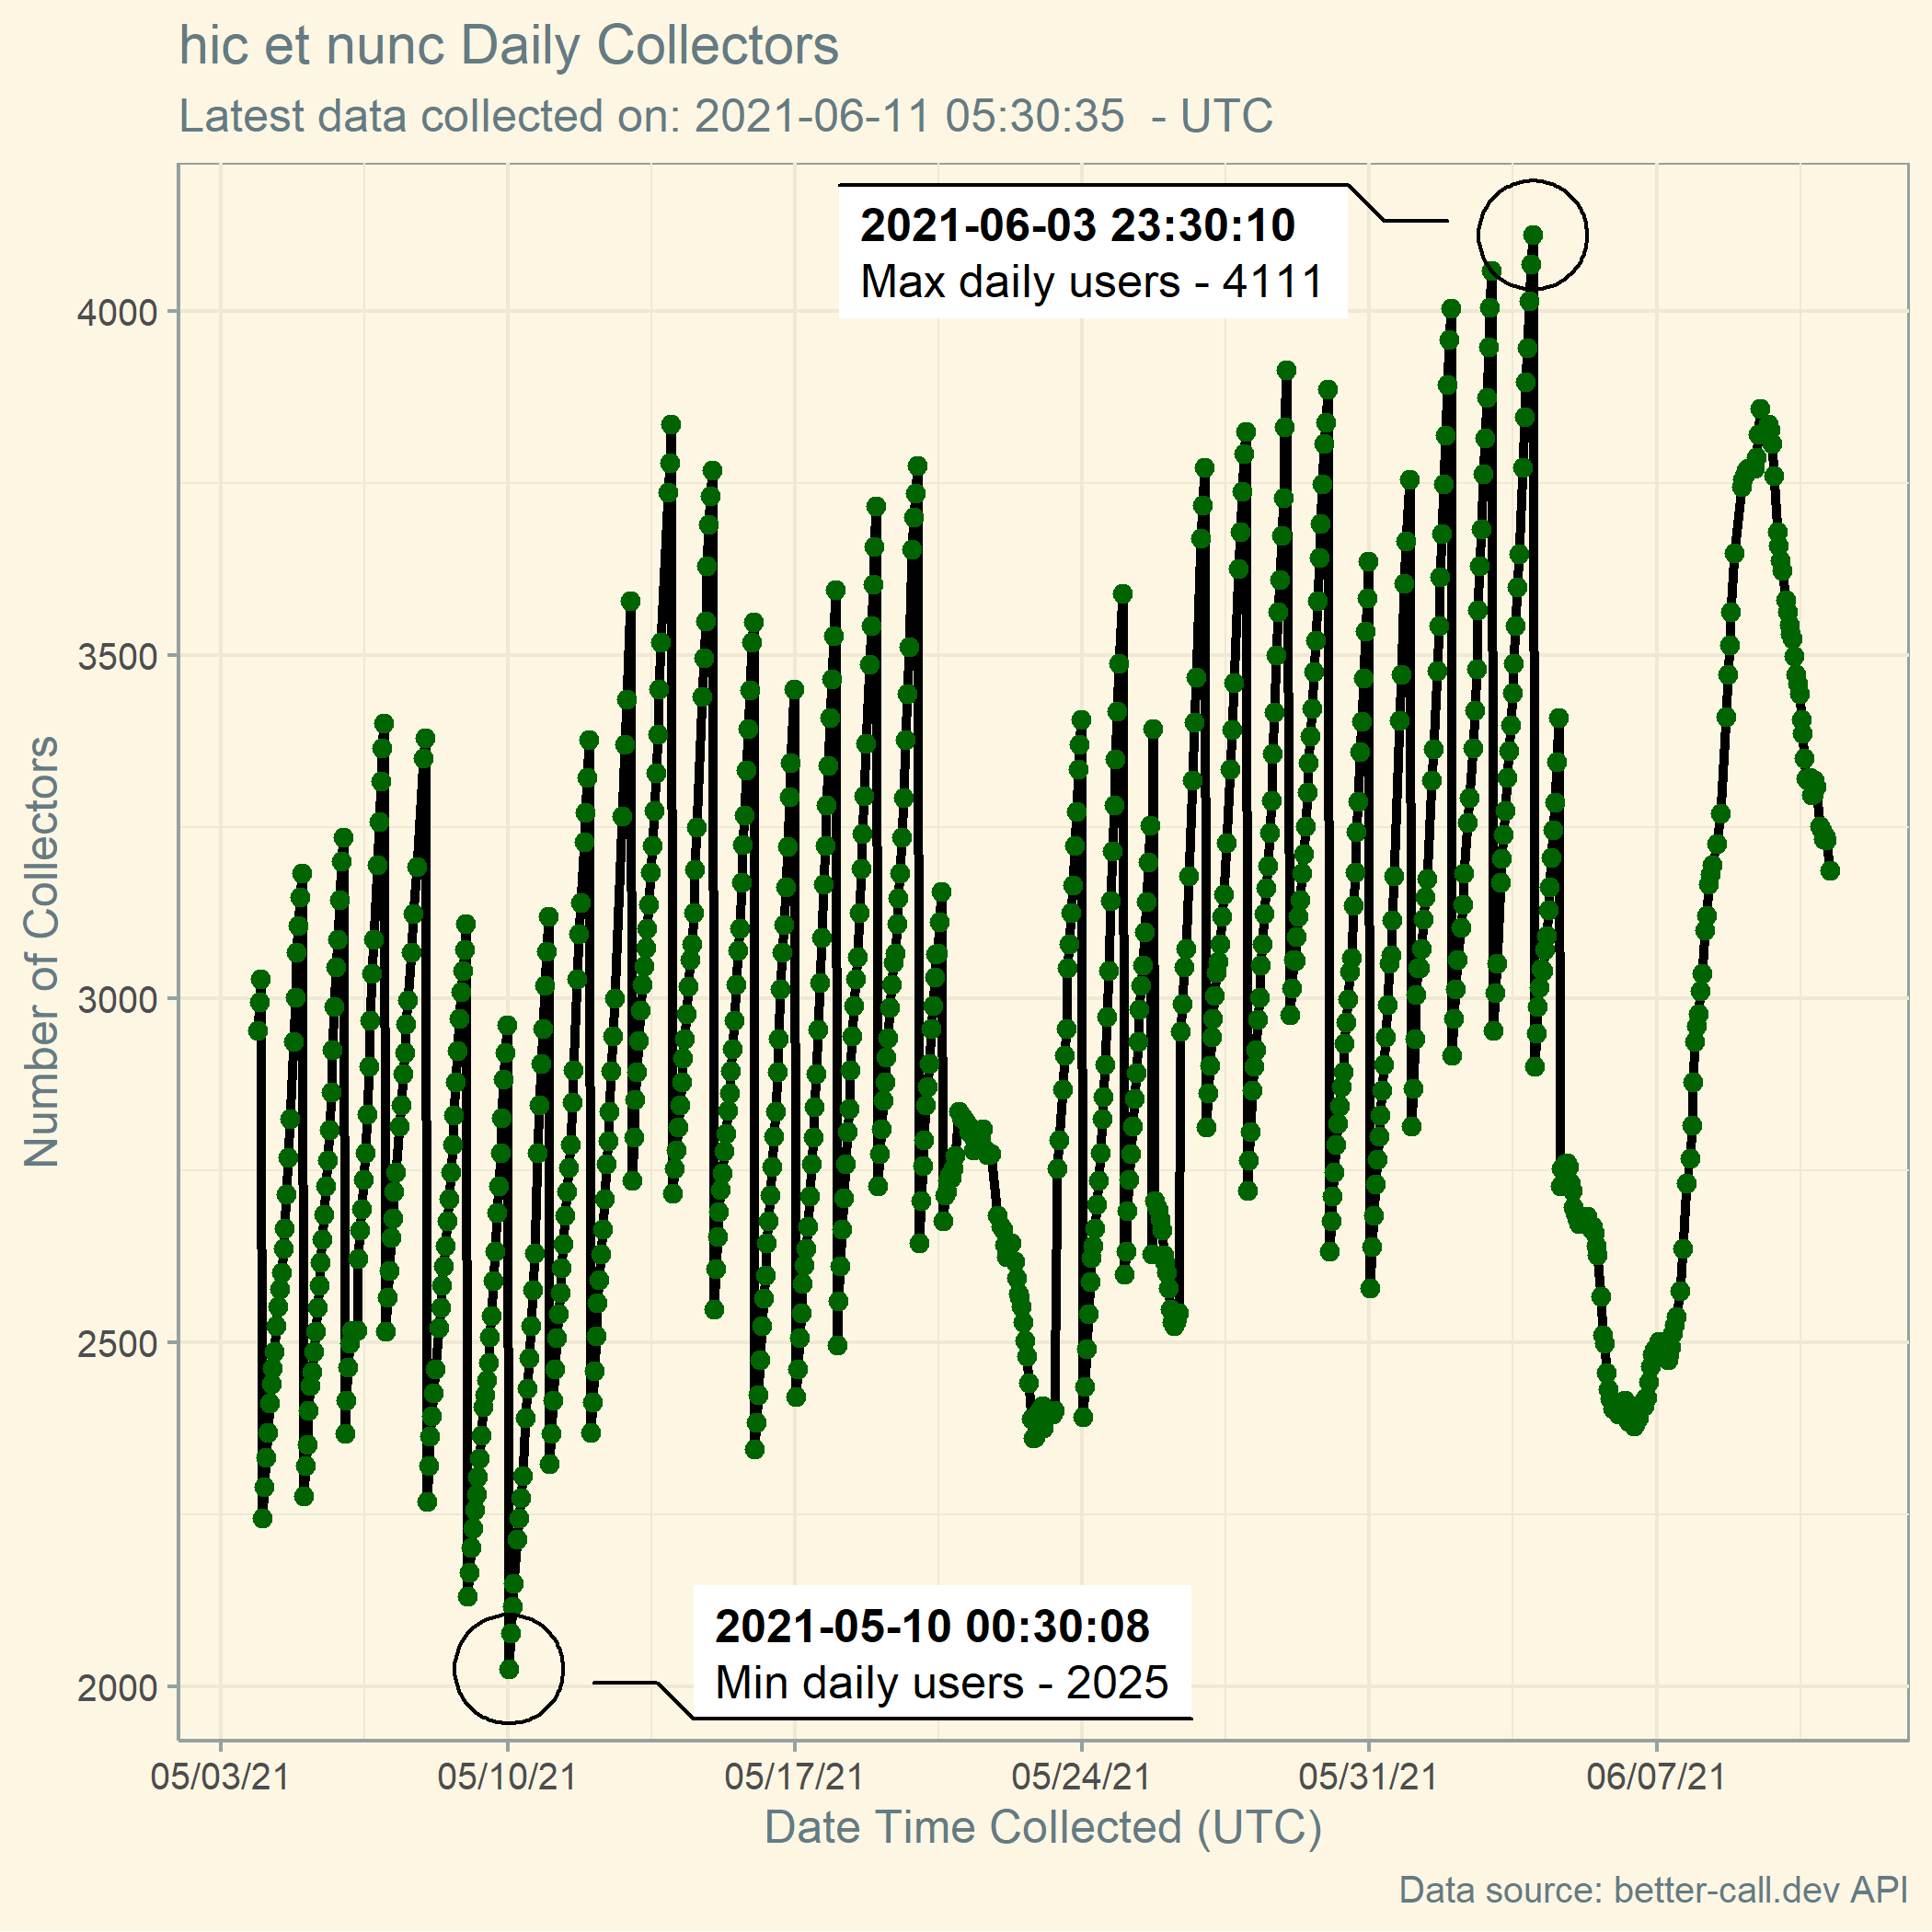 hic et nunc Daily Collectors
Latest data collected on: 2021-06-11 05:30:35  - UTC
2021-06-03 23:30:10
Max daily users - 4111
4000
3500
3000
2500
2000
Number of Collectors
2021-05-10 00:30:08
Min daily users - 2025
05/03/21 05/10/21 05/17/21 05/24/21 05/31/21 06/07/21
Date Time Collected (UTC)
Data source: better-call.dev API